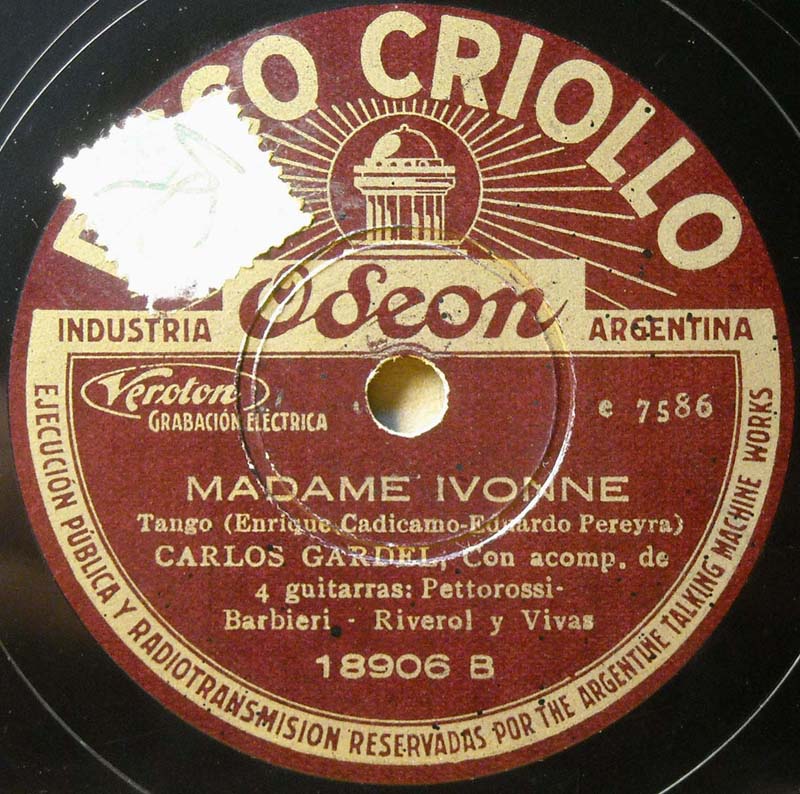 CO CRIOLLO
Odeon
INDUSTRIA ARGENTINA
Veroton
GRABACIÓN ELÉCTRICA
e 7586
MADAME IVONNE
Tango (Enrique Cadicamo-Eduardo Pereyra)
CARLOS GARDEL, Con acomp. de
4 guitarras: Pettorossi-
Barbieri - Riverol y Vivas
18906 B
EJECUCIÓN PÚBLICA Y RADIOTRANSMISION RESERVADAS POR THE ARGENTINE TALKING MACHINE WORKS